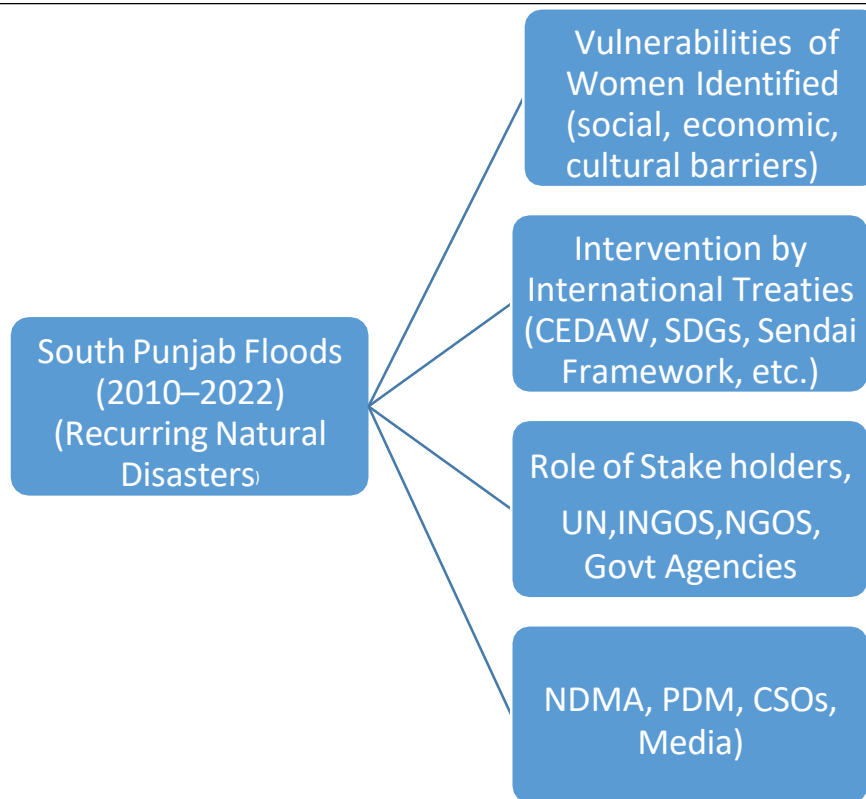 South Punjab Floods
(2010–2022)
(Recurring Natural
Disasters)
Vulnerabilities of
Women Identified
(social, economic,
cultural barriers)
Intervention by
International Treaties
(CEDAW, SDGs, Sendai
Framework, etc.)
Role of Stake holders,
UN,INGOS,NGOS,
Govt Agencies
NDMA, PDM, CSOs,
Media)